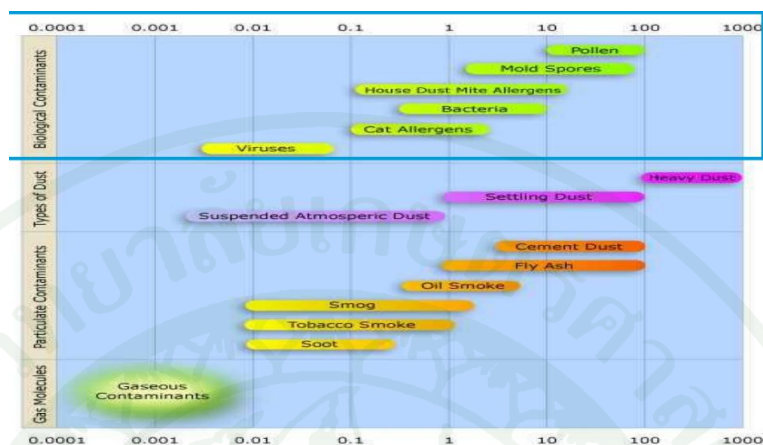 0.0001 0.001 0.01 0.1 1 10 100 1000
Biological Contaminants
Pollen
Mold Spores
House Dust Mite Allergens
Bacteria
Cat Allergens
Viruses
Types of Dust
Heavy Dust
Settling Dust
Suspended Atmosperic Dust
Particulate Contaminants
Cement Dust
Fly Ash
Oil Smoke
Smog
Tobacco Smoke
Soot
Gas Molecules
Gaseous
Contaminants
0.0001 0.001 0.01 0.1 1 10 100 1000